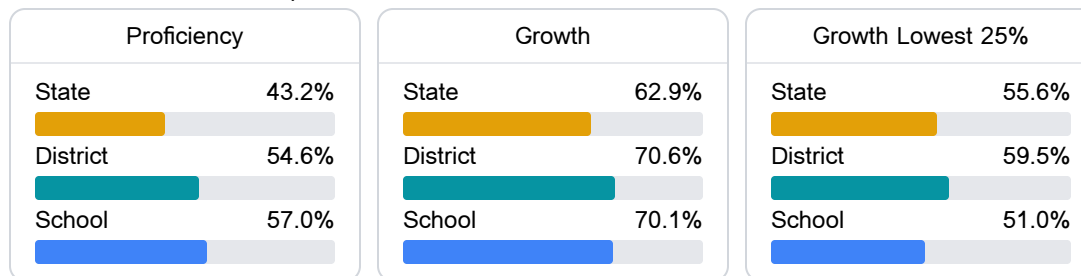 Proficiency
State 43.2%
District 54.6%
School 57.0%
Growth
State 62.9%
District 70.6%
School 70.1%
Growth Lowest 25%
State 55.6%
District 59.5%
School 51.0%